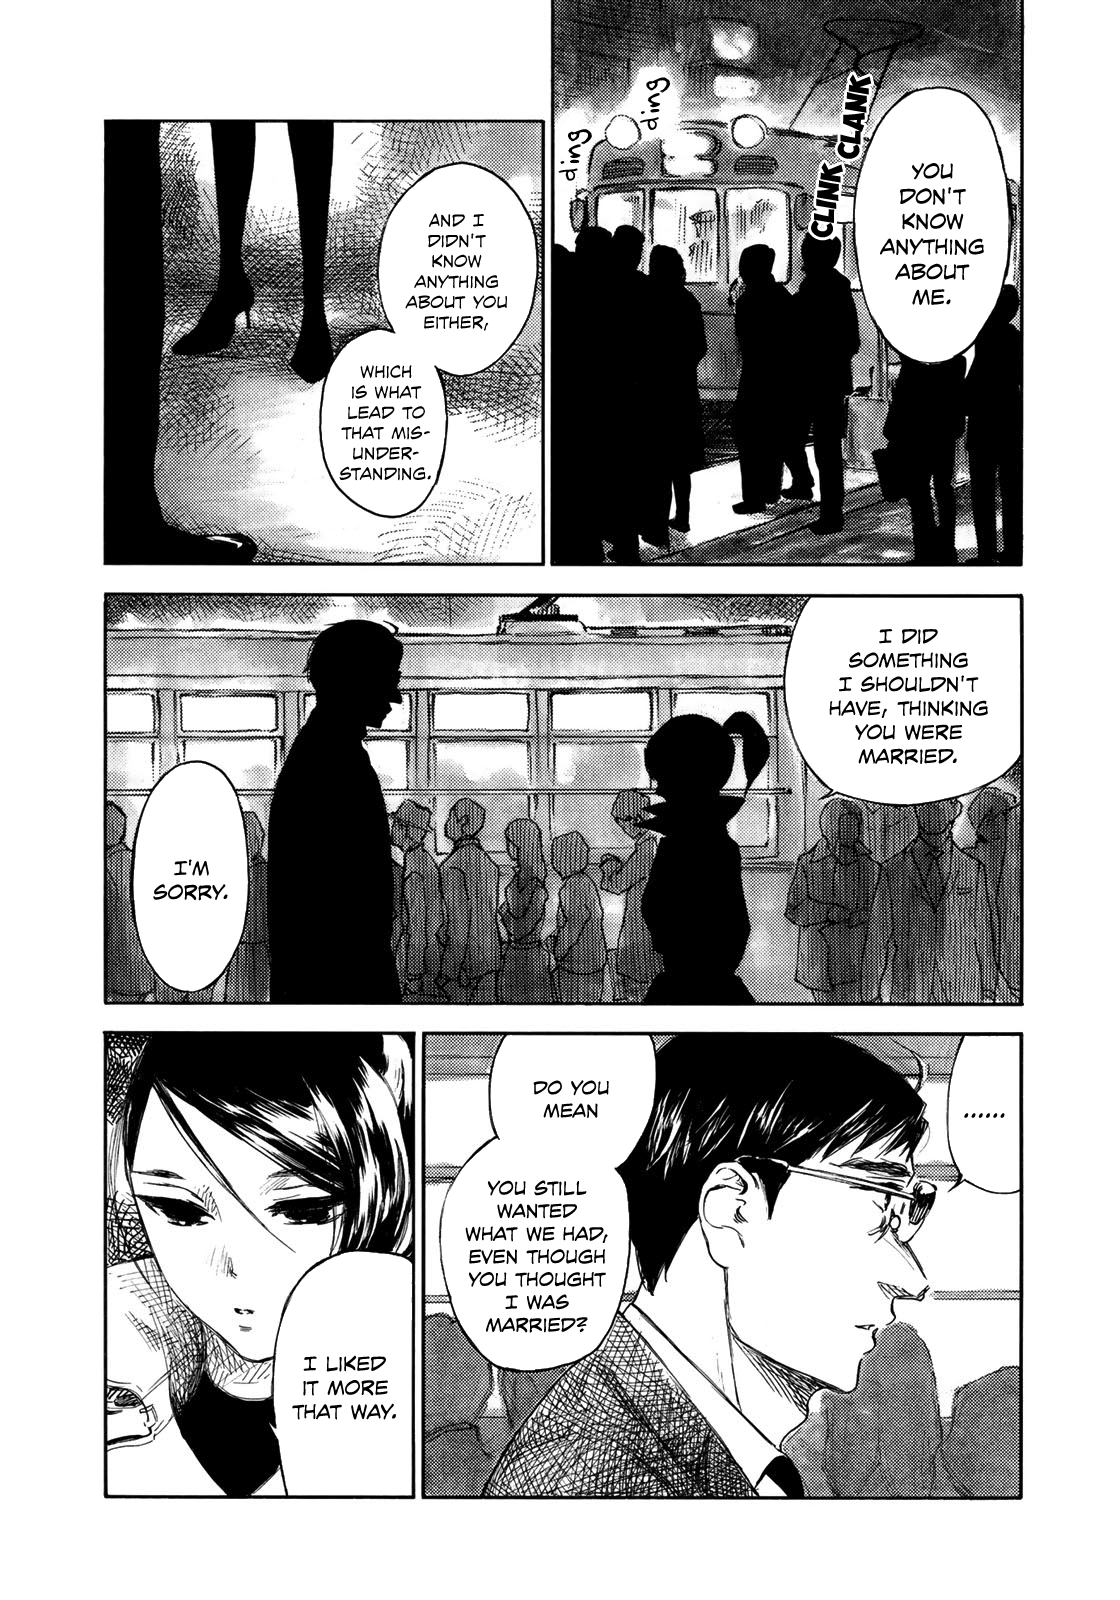 ding
ding
CLINK CLANK
YOU
DON'T
KNOW
ANYTHING
ABOUT
ME.
AND I
DIDN'T
KNOW
ANYTHING
ABOUT YOU
EITHER,
WHICH
IS WHAT
LEAD TO
THAT MIS-
UNDER-
STANDING.
I DID
SOMETHING
I SHOULDN'T
HAVE, THINKING
YOU WERE
MARRIED.
I'M
SORRY.
......
DO YOU
MEAN
YOU STILL
WANTED
WHAT WE HAD,
EVEN THOUGH
YOU THOUGHT
I WAS
MARRIED?
I LIKED
IT MORE
THAT WAY.